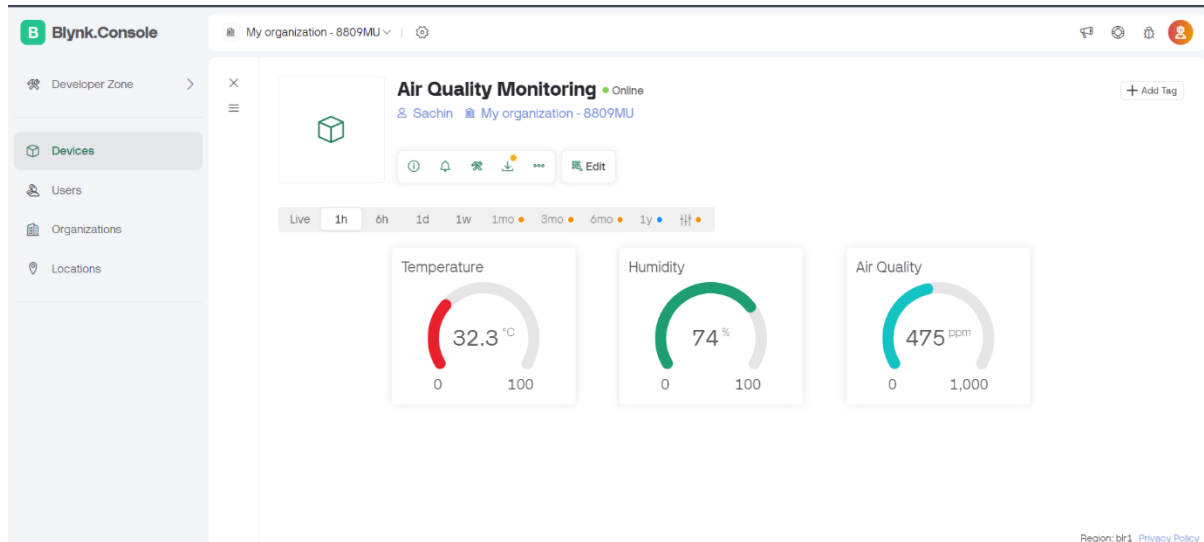 B Blynk.Console
My organization - 8809MU
Developer Zone
Devices
Users
Organizations
Locations
Air Quality Monitoring Online
Sachin My organization - 8809MU
+ Add Tag
Edit
Live 1h 6h 1d 1w 1mo 3mo 6mo 1y
Temperature
32.3 °C
0 100
Humidity
74 %
0 100
Air Quality
475 ppm
0 1,000
Region: blr1 Privacy Policy